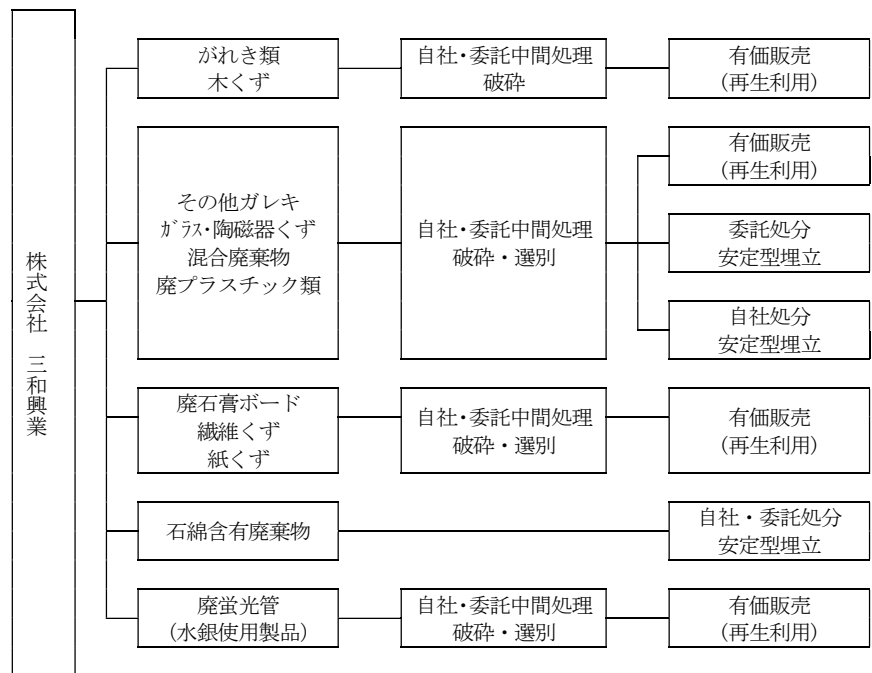 株式会社 三和興業
がれき類
木くず
自社・委託中間処理
破砕
有価販売
(再生利用)
その他ガレキ
ガラス・陶磁器くず
混合廃棄物
廃プラスチック類
自社・委託中間処理
破砕・選別
有価販売
(再生利用)
委託処分
安定型埋立
自社処分
安定型埋立
廃石膏ボード
繊維くず
紙くず
自社・委託中間処理
破砕・選別
有価販売
(再生利用)
石綿含有廃棄物
自社・委託処分
安定型埋立
廃蛍光管
(水銀使用製品)
自社・委託中間処理
破砕・選別
有価販売
(再生利用)